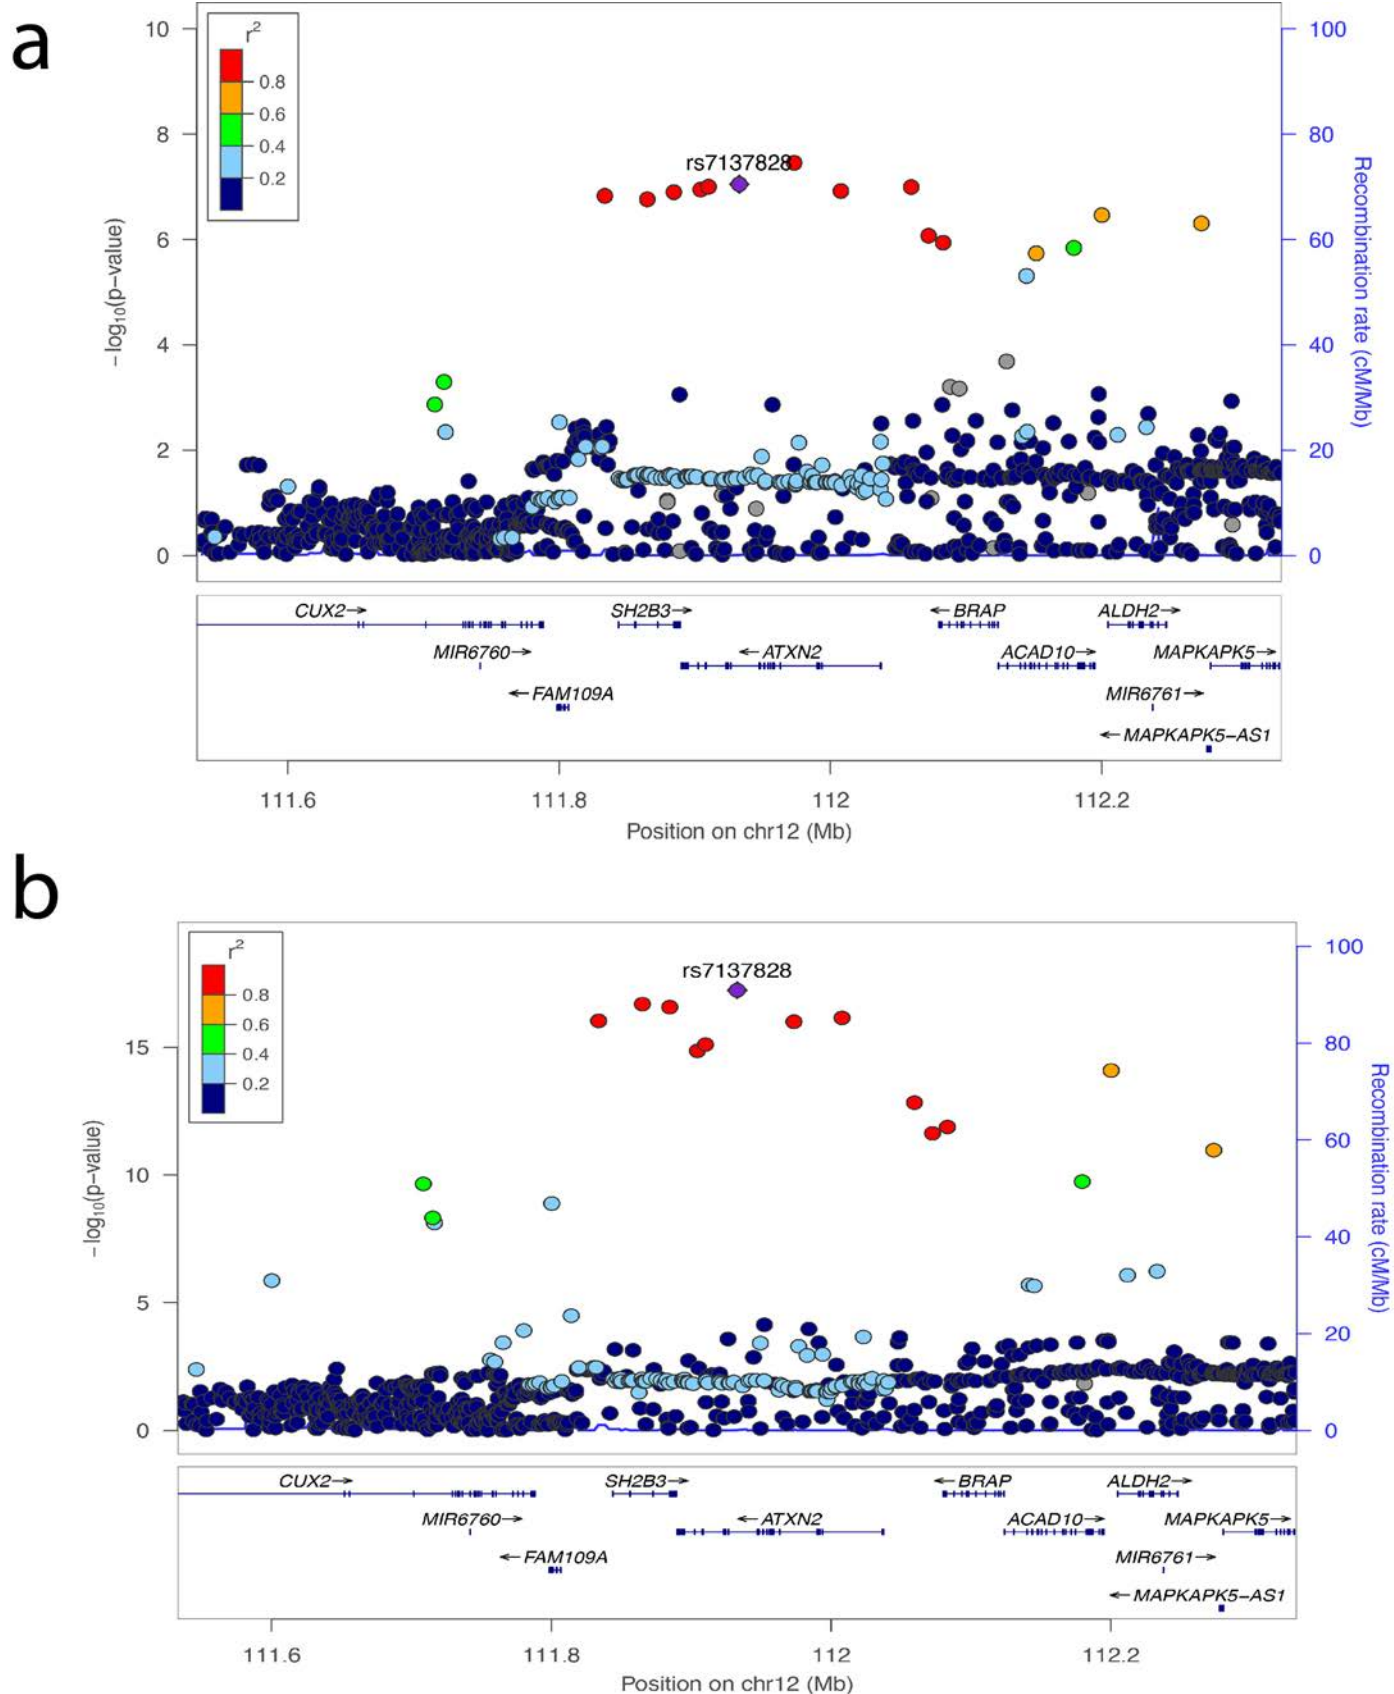 a
10
8
6
4
2
0
−log10(p−value)
r2
0.8
0.6
0.4
0.2
rs7137828
100
80
60
40
20
0
Recombination rate (cM/Mb)
CUX2→
SH2B3→
←BRAP
ALDH2→
MIR6760→
←ATXN2
ACAD10→
MAPKAPK5→
←FAM109A
MIR6761→
←MAPKAPK5−AS1
111.6
111.8
112
112.2
Position on chr12 (Mb)
b
15
10
5
0
−log10(p−value)
r2
0.8
0.6
0.4
0.2
rs7137828
100
80
60
40
20
0
Recombination rate (cM/Mb)
CUX2→
SH2B3→
←BRAP
ALDH2→
MIR6760→
←ATXN2
ACAD10→
MAPKAPK5→
←FAM109A
MIR6761→
←MAPKAPK5−AS1
111.6
111.8
112
112.2
Position on chr12 (Mb)